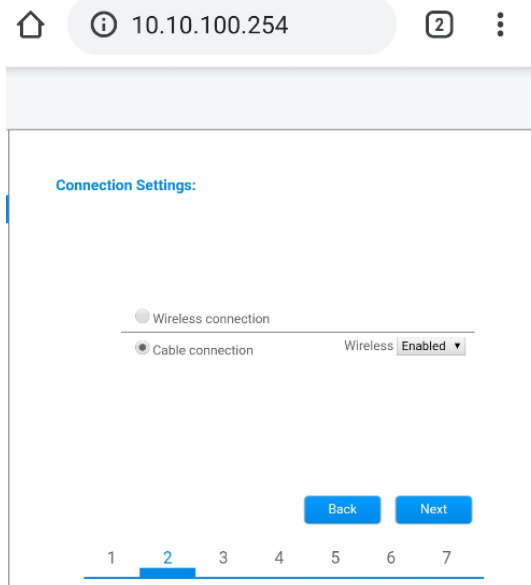 10.10.100.254 2
Connection Settings:
Wireless connection
Cable connection Wireless Enabled
Back Next
1 2 3 4 5 6 7